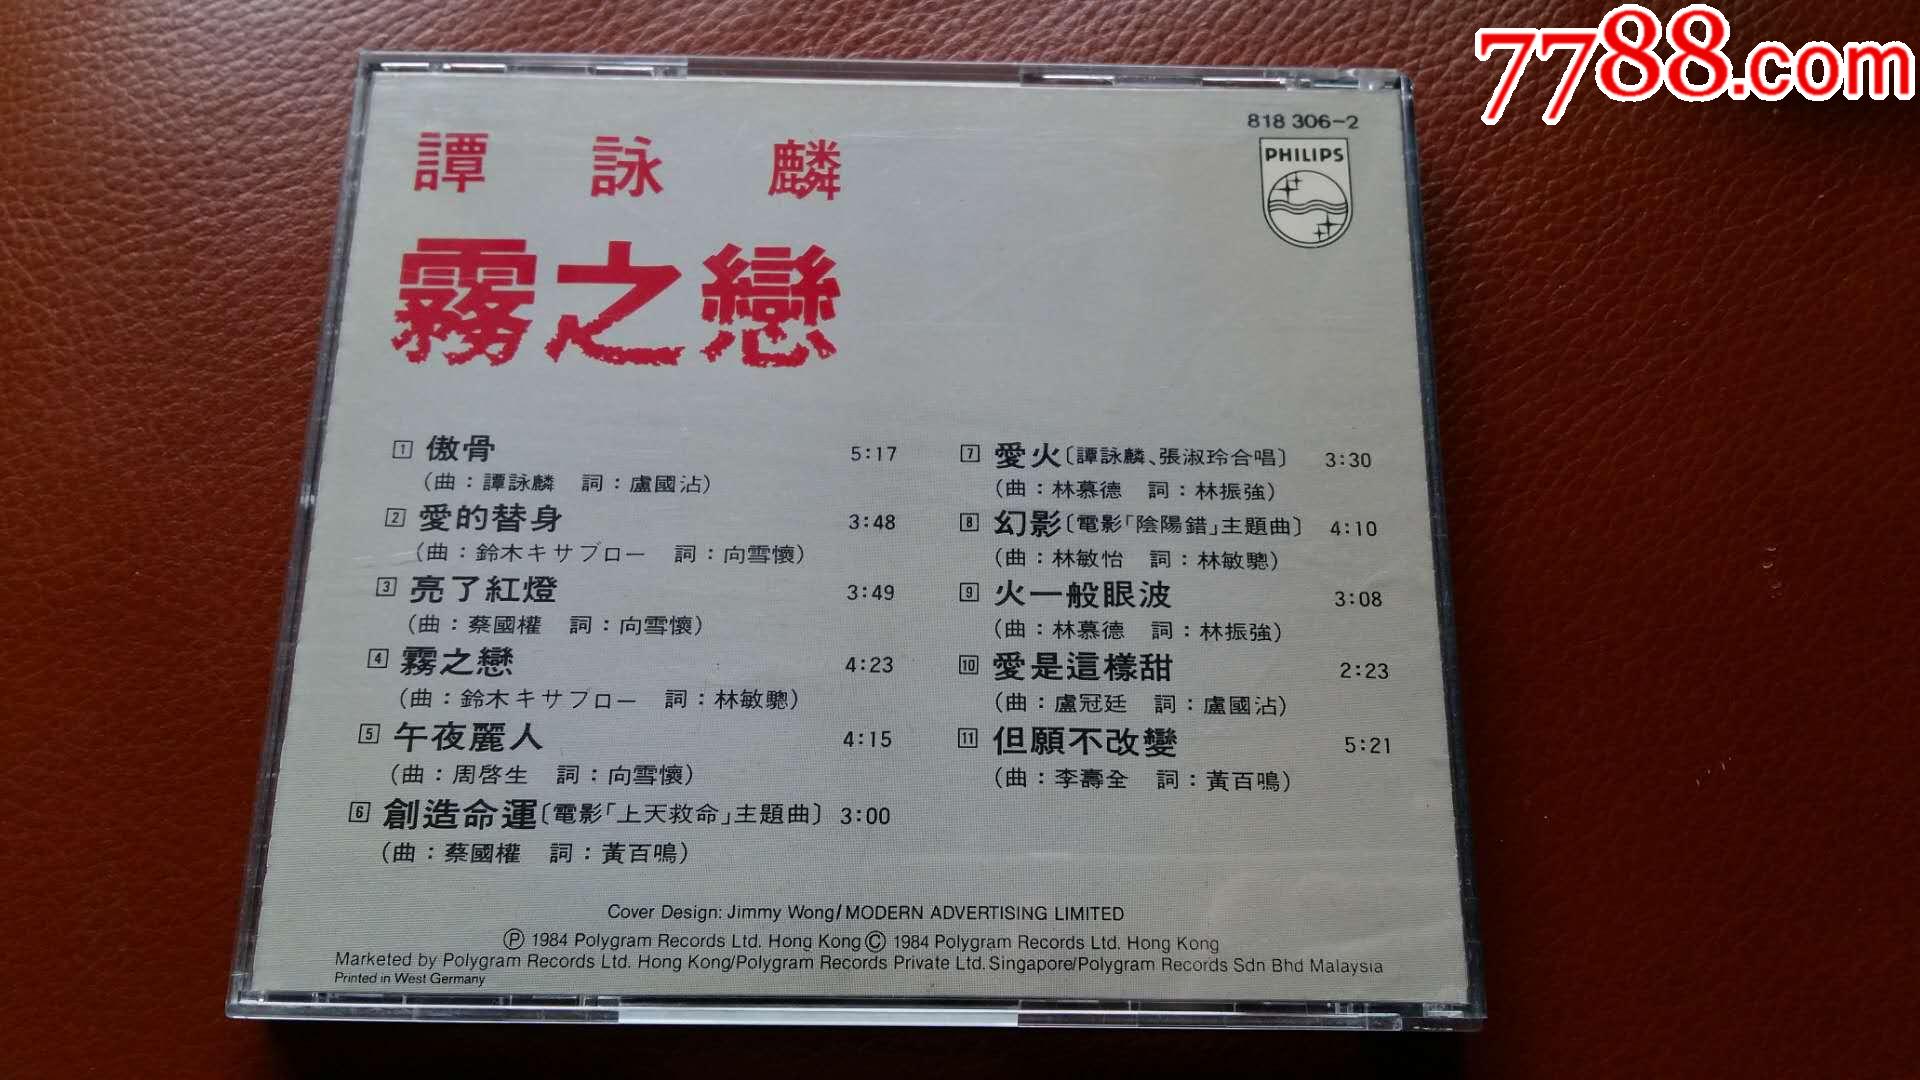 7788.com
818 306-2
PHILIPS
譚詠麟
霧之戀
1 傲骨 5:17
(曲：譚詠麟 詞：盧國沾)
2 愛的替身 3:48
(曲：鈴木キサブロー 詞：向雪懷)
3 亮了紅燈 3:49
(曲：蔡國權 詞：向雪懷)
4 霧之戀 4:23
(曲：鈴木キサブロー 詞：林敏驄)
5 午夜麗人 4:15
(曲：周啓生 詞：向雪懷)
6 創造命運〔電影「上天救命」主題曲〕 3:00
(曲：蔡國權 詞：黃百鳴)
7 愛火〔譚詠麟、張淑玲合唱〕 3:30
(曲：林慕德 詞：林振強)
8 幻影〔電影「陰陽錯」主題曲〕 4:10
(曲：林敏怡 詞：林敏驄)
9 火一般眼波 3:08
(曲：林慕德 詞：林振強)
10 愛是這樣甜 2:23
(曲：盧冠廷 詞：盧國沾)
11 但願不改變 5:21
(曲：李壽全 詞：黃百鳴)
Cover Design: Jimmy Wong/MODERN ADVERTISING LIMITED
Ⓟ 1984 Polygram Records Ltd. Hong Kong © 1984 Polygram Records Ltd. Hong Kong
Marketed by Polygram Records Ltd. Hong Kong/Polygram Records Private Ltd. Singapore/Polygram Records Sdn Bhd Malaysia
Printed in West Germany